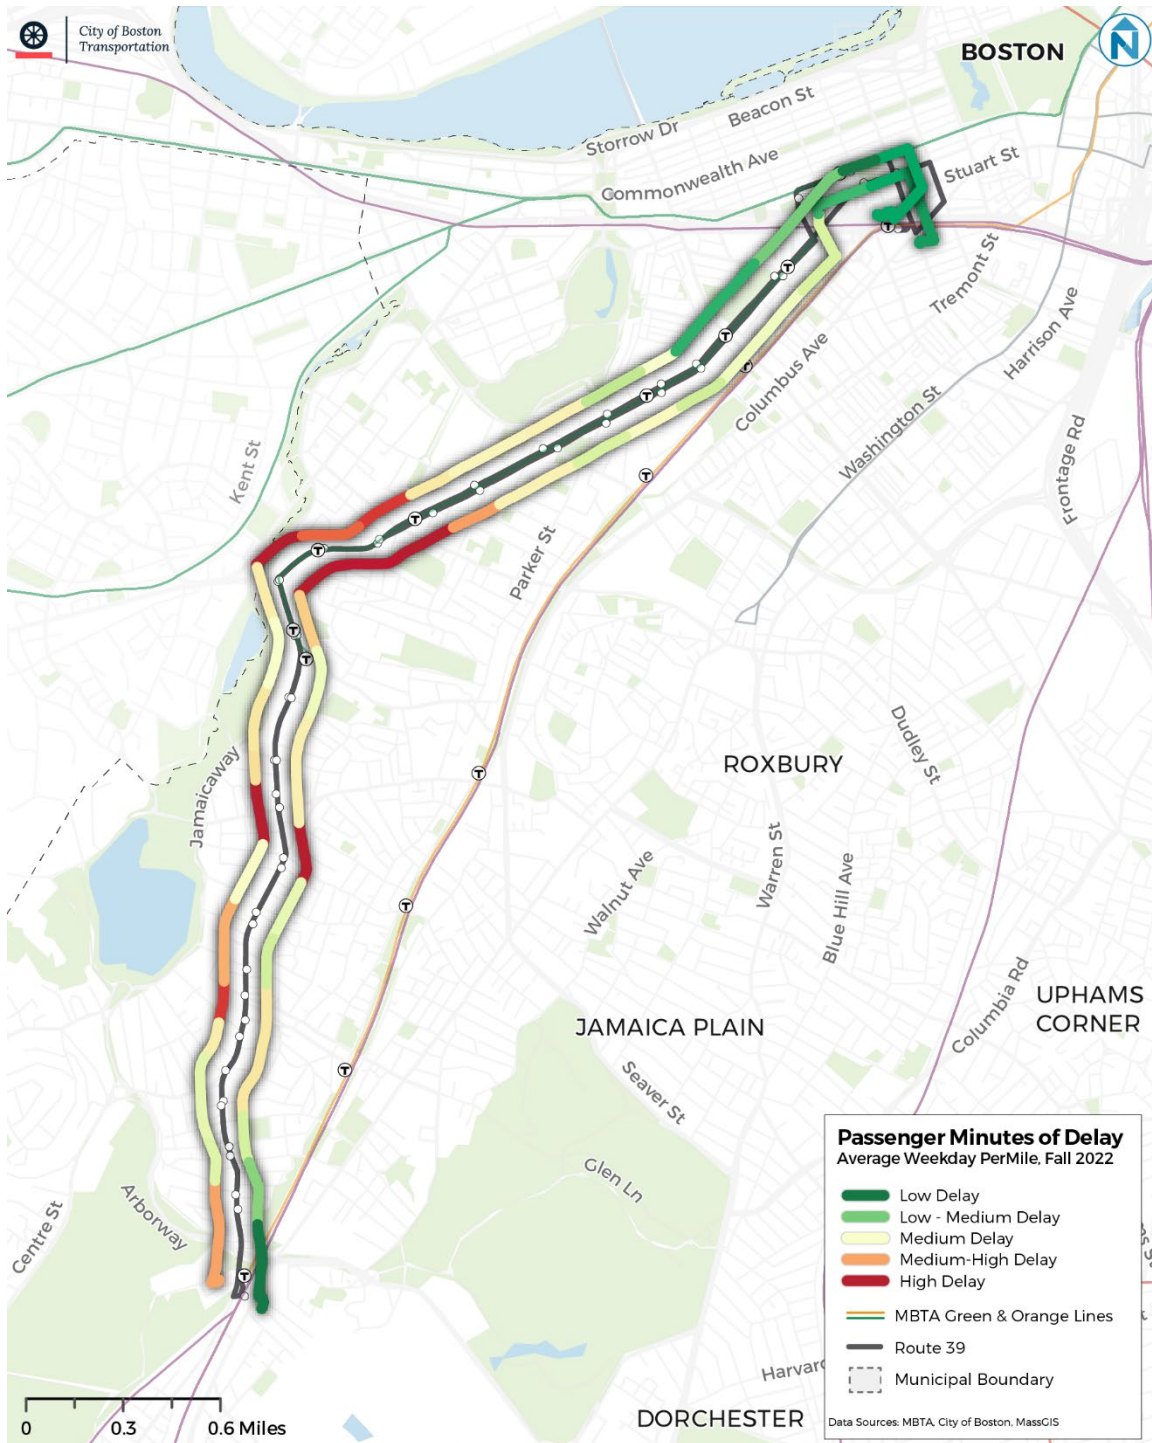 City of Boston
Transportation
BOSTON
N
Beacon St
Storrow Dr
Commonwealth Ave
Stuart St
Tremont St
Harrison Ave
Columbus Ave
Washington St
Frontage Rd
Kent St
Parker St
Dudley St
ROXBURY
Jamaicaway
Warren St
Walnut Ave
Blue Hill Ave
Columbia Rd
UPHAMS
CORNER
JAMAICA PLAIN
Seaver St
Glen Ln
Arborway
Centre St
Harvard
DORCHESTER
T
T
T
T
T
T
T
T
T
T
T
T
T
T
Passenger Minutes of Delay
Average Weekday PerMile, Fall 2022
Low Delay
Low - Medium Delay
Medium Delay
Medium-High Delay
High Delay
MBTA Green & Orange Lines
Route 39
Municipal Boundary
Data Sources: MBTA, City of Boston, MassGIS
0 0.3 0.6 Miles